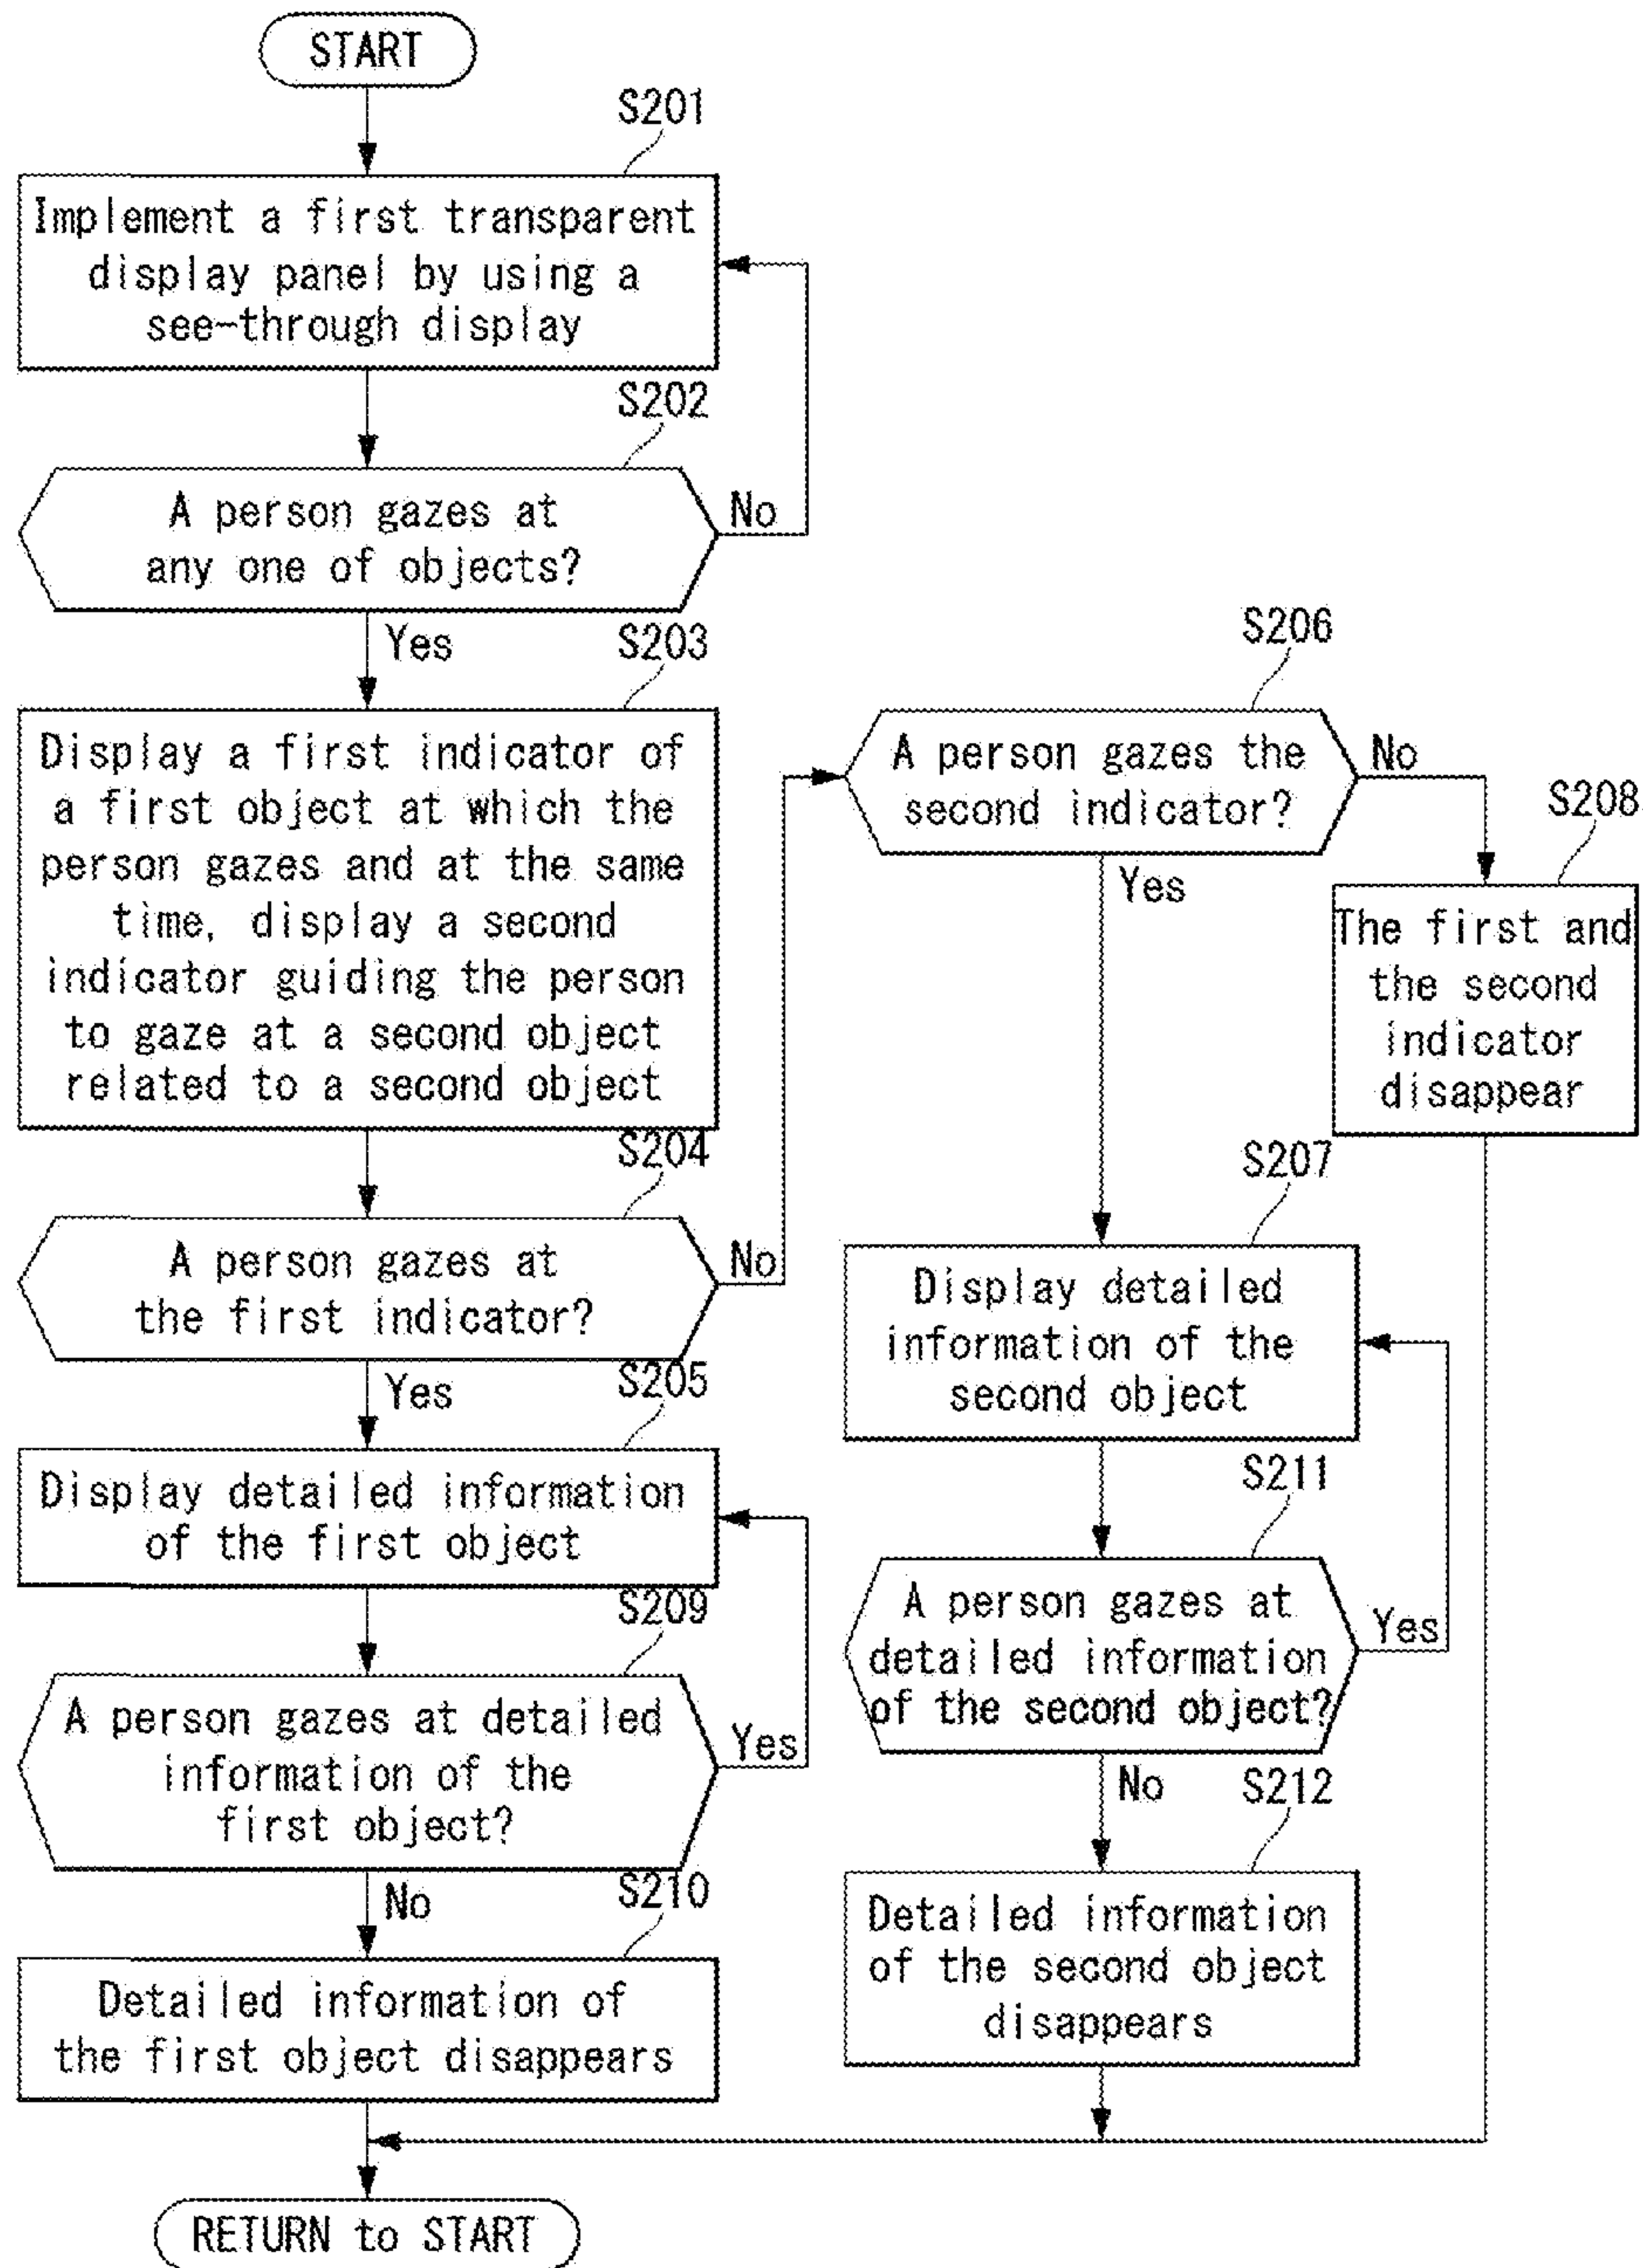 START
S201
Implement a first transparent
display panel by using a
see-through display
S202
A person gazes at
any one of objects?
No
Yes
S203
Display a first indicator of
a first object at which the
person gazes and at the same
time, display a second
indicator guiding the person
to gaze at a second object
related to a second object
S204
A person gazes at
the first indicator?
No
Yes
S205
Display detailed information
of the first object
S209
A person gazes at detailed
information of the
first object?
Yes
No
S210
Detailed information of
the first object disappears
S206
A person gazes the
second indicator?
No
Yes
S208
The first and
the second
indicator
disappear
S207
Display detailed
information of the
second object
S211
A person gazes at
detailed information
of the second object?
Yes
No
S212
Detailed information
of the second object
disappears
RETURN to START